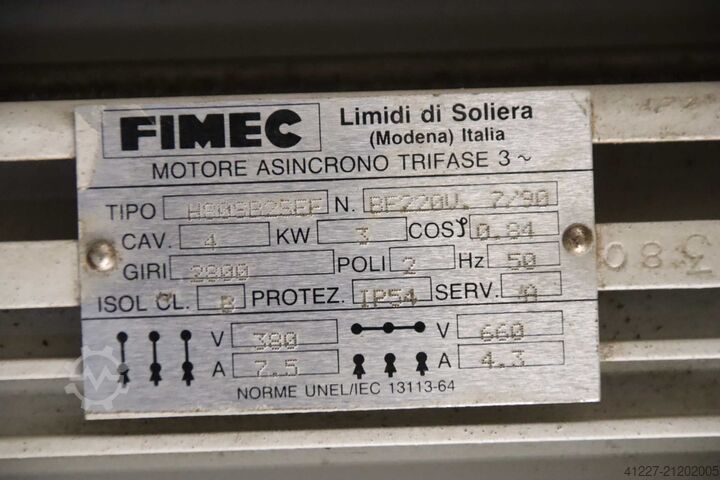 FIMEC Limidi di Soliera
(Modena) Italia
MOTORE ASINCRONO TRIFASE 3~
TIPO N. 7/90
CAV. 4 KW 3 COSφ 0.84
GIRI 2800 POLI 2 Hz 50
ISOL CL. B PROTEZ. IP54 SERV. A
V 380 V 660
A 7.5 A 4.3
NORME UNEL/IEC 13113-64
380
41227-21202005